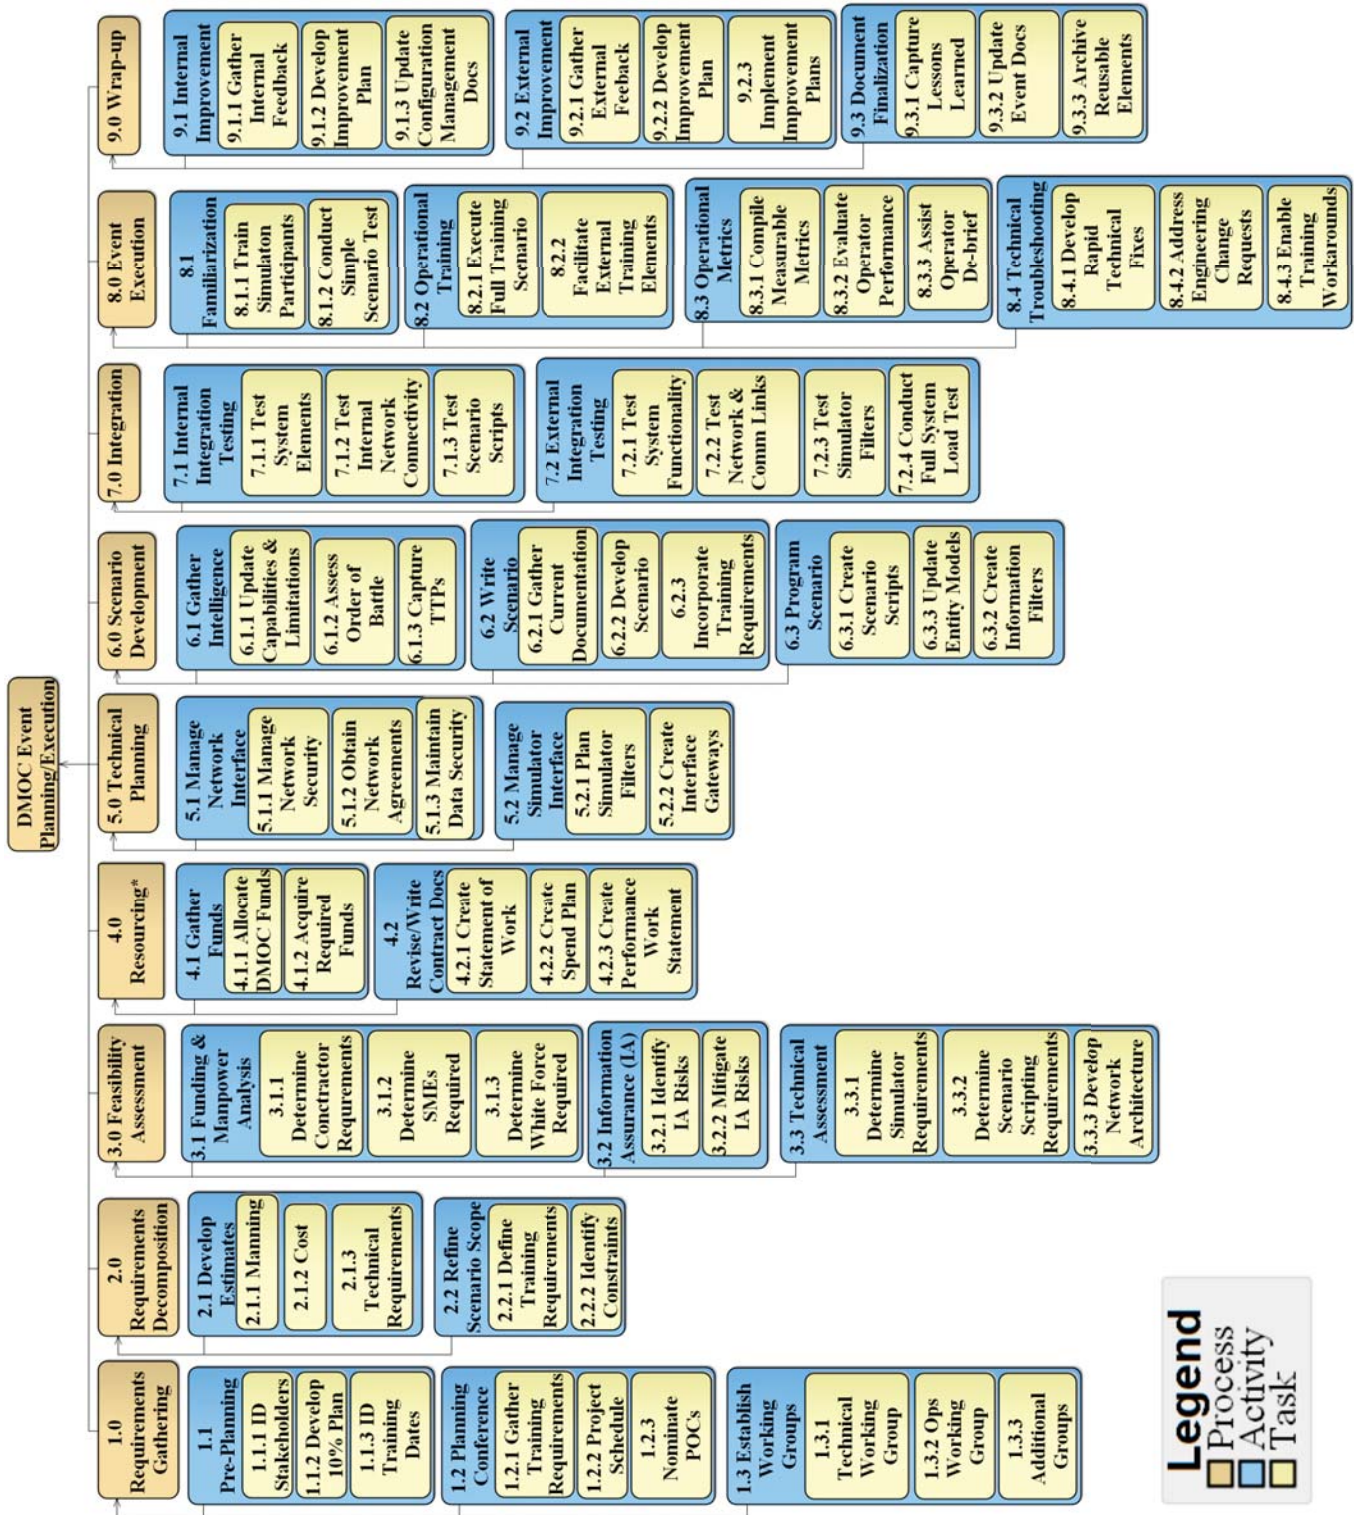 DMOC Event
Planning/Execution
1.0
Requirements
Gathering
1.1
Pre-Planning
1.1.1 ID
Stakeholders
1.1.2 Develop
10% Plan
1.1.3 ID
Training
Dates
1.2 Planning
Conference
1.2.1 Gather
Training
Requirements
1.2.2 Project
Schedule
1.2.3
Nominate
POCs
1.3 Establish
Working
Groups
1.3.1
Technical
Working
Group
1.3.2 Ops
Working
Group
1.3.3
Additional
Groups
2.0
Requirements
Decomposition
2.1 Develop
Estimates
2.1.1 Manning
2.1.2 Cost
2.1.3
Technical
Requirements
2.2 Refine
Scenario Scope
2.2.1 Define
Training
Requirements
2.2.2 Identify
Constraints
3.0 Feasibility
Assessment
3.1 Funding &
Manpower
Analysis
3.1.1
Determine
Conctractor
Requrements
3.1.2
Determine
SMEs
Required
3.1.3
Determine
White Force
Required
3.2 Information
Assurance (IA)
3.2.1 Identify
IA Risks
3.2.2 Mitigate
IA Risks
3.3 Technical
Assessment
3.3.1
Determine
Simulator
Requirements
3.3.2
Determine
Scenario
Scripting
Requirements
3.3.3 Develop
Network
Architecture
4.0
Resourcing*
4.1 Gather
Funds
4.1.1 Allocate
DMOC Funds
4.1.2 Acquire
Required
Funds
4.2
Revise/Write
Contract Docs
4.2.1 Create
Statement of
Work
4.2.2 Create
Spend Plan
4.2.3 Create
Performance
Work
Statement
5.0 Technical
Planning
5.1 Manage
Network
Interface
5.1.1 Manage
Network
Security
5.1.2 Obtain
Network
Agreements
5.1.3 Maintain
Data Security
5.2 Manage
Simulator
Interface
5.2.1 Plan
Simulator
Filters
5.2.2 Create
Interface
Gateways
6.0 Scenario
Development
6.1 Gather
Intelligence
6.1.1 Update
Capabilities &
Limitations
6.1.2 Assess
Order of
Battle
6.1.3 Capture
TTPs
6.2 Write
Scenario
6.2.1 Gather
Current
Documentation
6.2.2 Develop
Scenario
6.2.3
Incorporate
Training
Requirements
6.3 Program
Scenario
6.3.1 Create
Scenario
Scripts
6.3.3 Update
Entity Models
6.3.2 Create
Information
Filters
7.0 Integration
7.1 Internal
Integration
Testing
7.1.1 Test
System
Elements
7.1.2 Test
Internal
Network
Connectivity
7.1.3 Test
Scenario
Scripts
7.2 External
Integration
Testing
7.2.1 Test
System
Functionality
7.2.2 Test
Network &
Comm Links
7.2.3 Test
Simulator
Filters
7.2.4 Conduct
Full System
Load Test
8.0 Event
Execution
8.1
Familiarization
8.1.1 Train
Simulaton
Participants
8.1.2 Conduct
Simple
Scenario Test
8.2 Operational
Training
8.2.1 Execute
Full Training
Scenario
8.2.2
Facilitate
External
Training
Elements
8.3 Operational
Metrics
8.3.1 Compile
Measurable
Metrics
8.3.2 Evaluate
Operator
Performance
8.3.3 Assist
Operator
De-brief
8.4 Technical
Troubleshooting
8.4.1 Develop
Rapid
Technical
Fixes
8.4.2 Address
Engineering
Change
Requests
8.4.3 Enable
Training
Workarounds
9.0 Wrap-up
9.1 Internal
Improvement
9.1.1 Gather
Internal
Feedback
9.1.2 Develop
Improvement
Plan
9.1.3 Update
Configuration
Management
Docs
9.2 External
Improvement
9.2.1 Gather
External
Feeback
9.2.2 Develop
Improvement
Plan
9.2.3
Implement
Improvement
Plans
9.3 Document
Finalization
9.3.1 Capture
Lessons
Learned
9.3.2 Update
Event Docs
9.3.3 Archive
Reusable
Elements
Legend
Process
Activity
Task